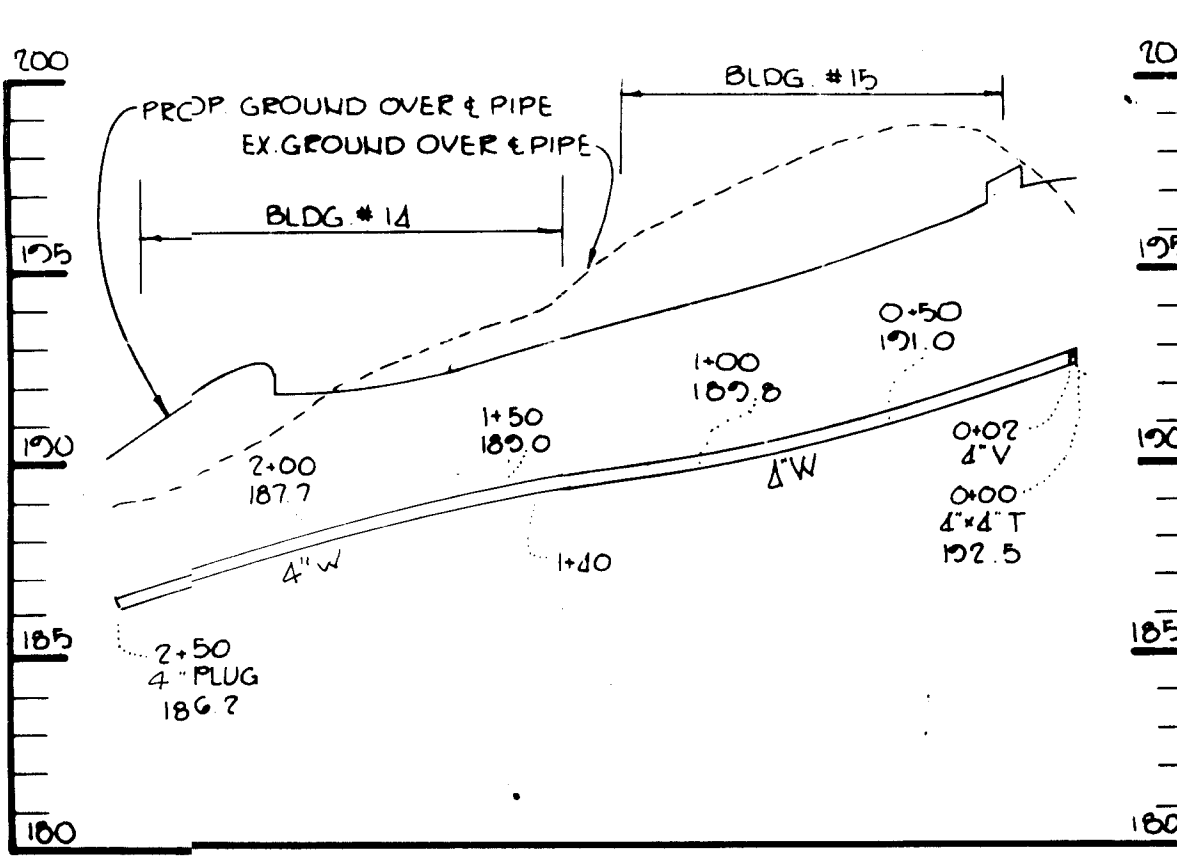 200
20
BLDG. #15
PROP. GROUND OVER ℄ PIPE
EX. GROUND OVER ℄ PIPE
BLDG. # 14
195
195
0+50
191.0
1+00
189.8
1+50
189.0
190
190
2+00
187.7
4"W
0+02
4"V
0+00
4"x4" T
192.5
4"W
1+40
185
185
2+50
4" PLUG
186.2
180
180